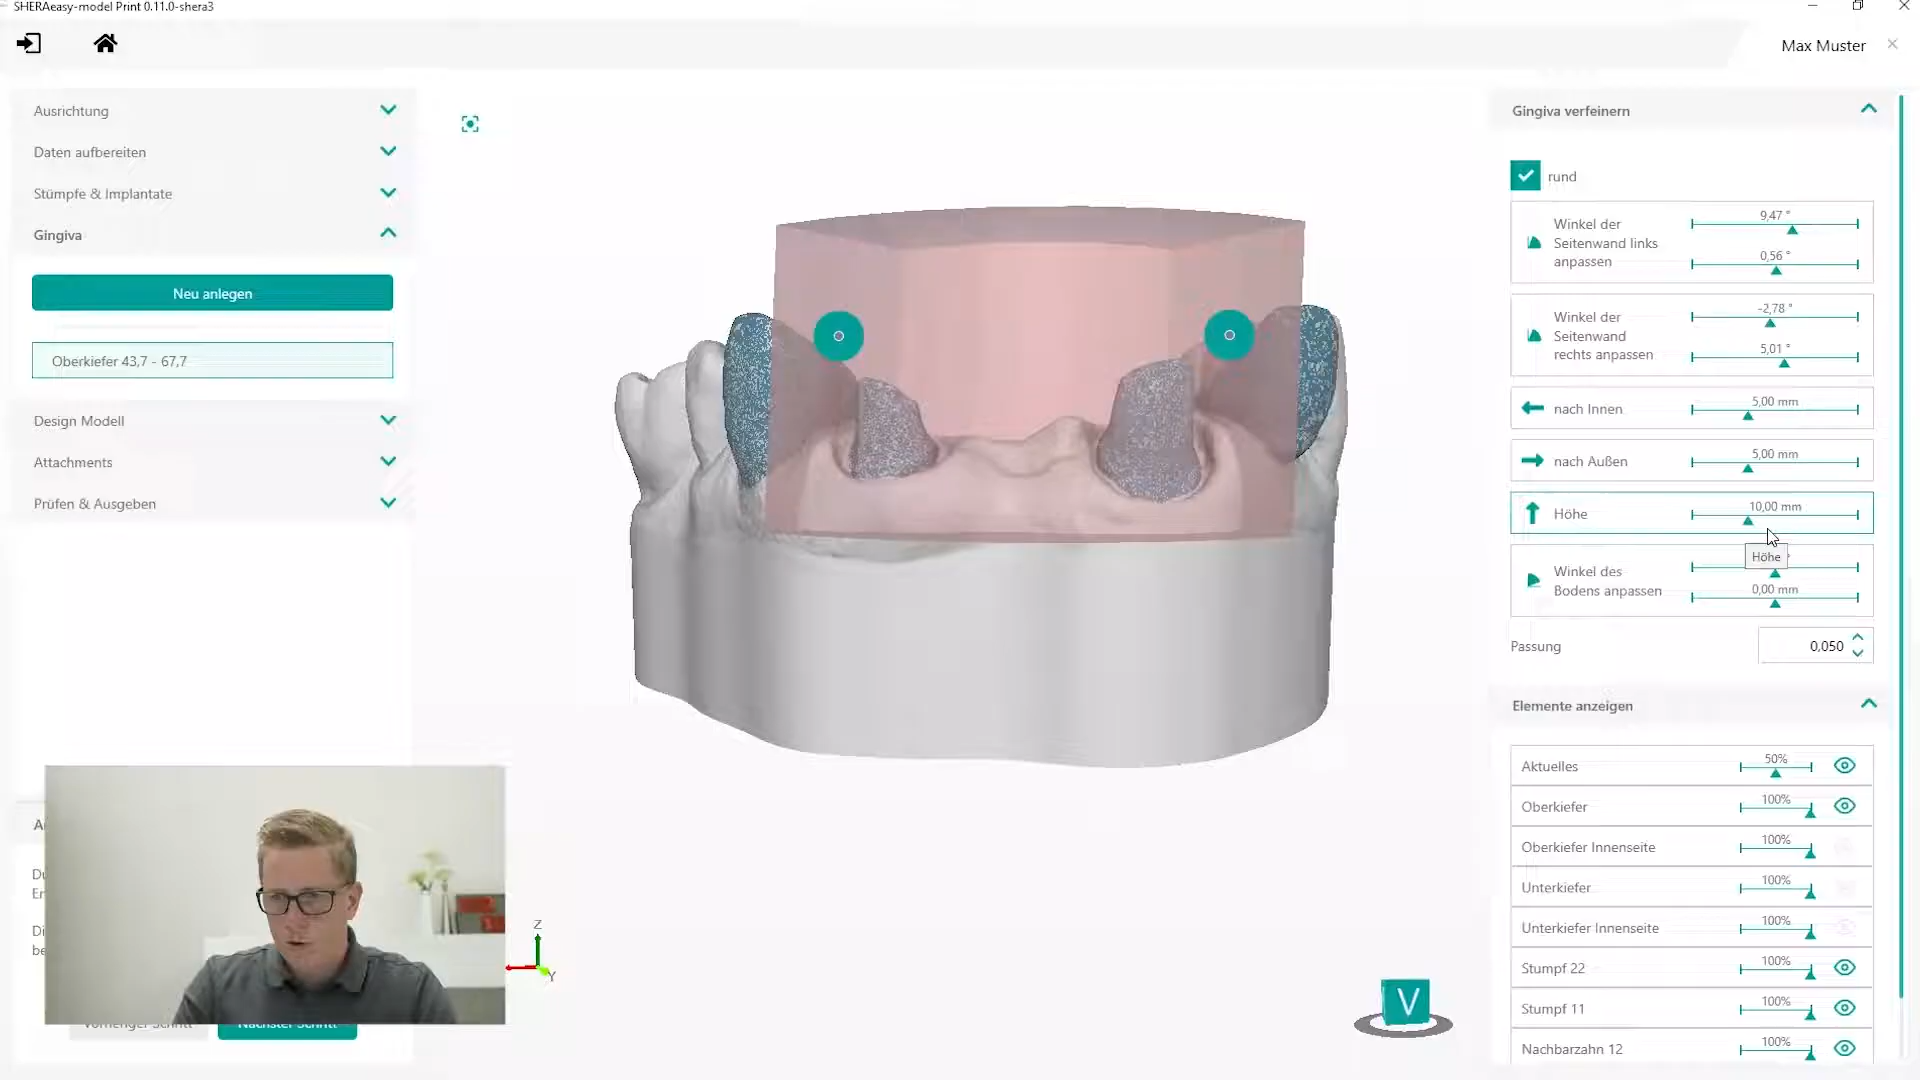 SHERAeasy-model Print 0.11.0-shera3
Max Muster
Ausrichtung
Daten aufbereiten
Stümpfe & Implantate
Gingiva
Neu anlegen
Oberkiefer 43,7 - 67,7
Design Modell
Attachments
Prüfen & Ausgeben
Vorheriger Schritt
Nächster Schritt
Z
Y
V
Gingiva verfeinern
rund
Winkel der
Seitenwand links
anpassen
9,47 °
0,56 °
Winkel der
Seitenwand
rechts anpassen
-2,78 °
5,01 °
nach Innen
5,00 mm
nach Außen
5,00 mm
Höhe
10,00 mm
Höhe
Winkel des
Bodens anpassen
0,00 mm
Passung
0,050
Elemente anzeigen
Aktuelles
50%
Oberkiefer
100%
Oberkiefer Innenseite
100%
Unterkiefer
100%
Unterkiefer Innenseite
100%
Stumpf 22
100%
Stumpf 11
100%
Nachbarzahn 12
100%